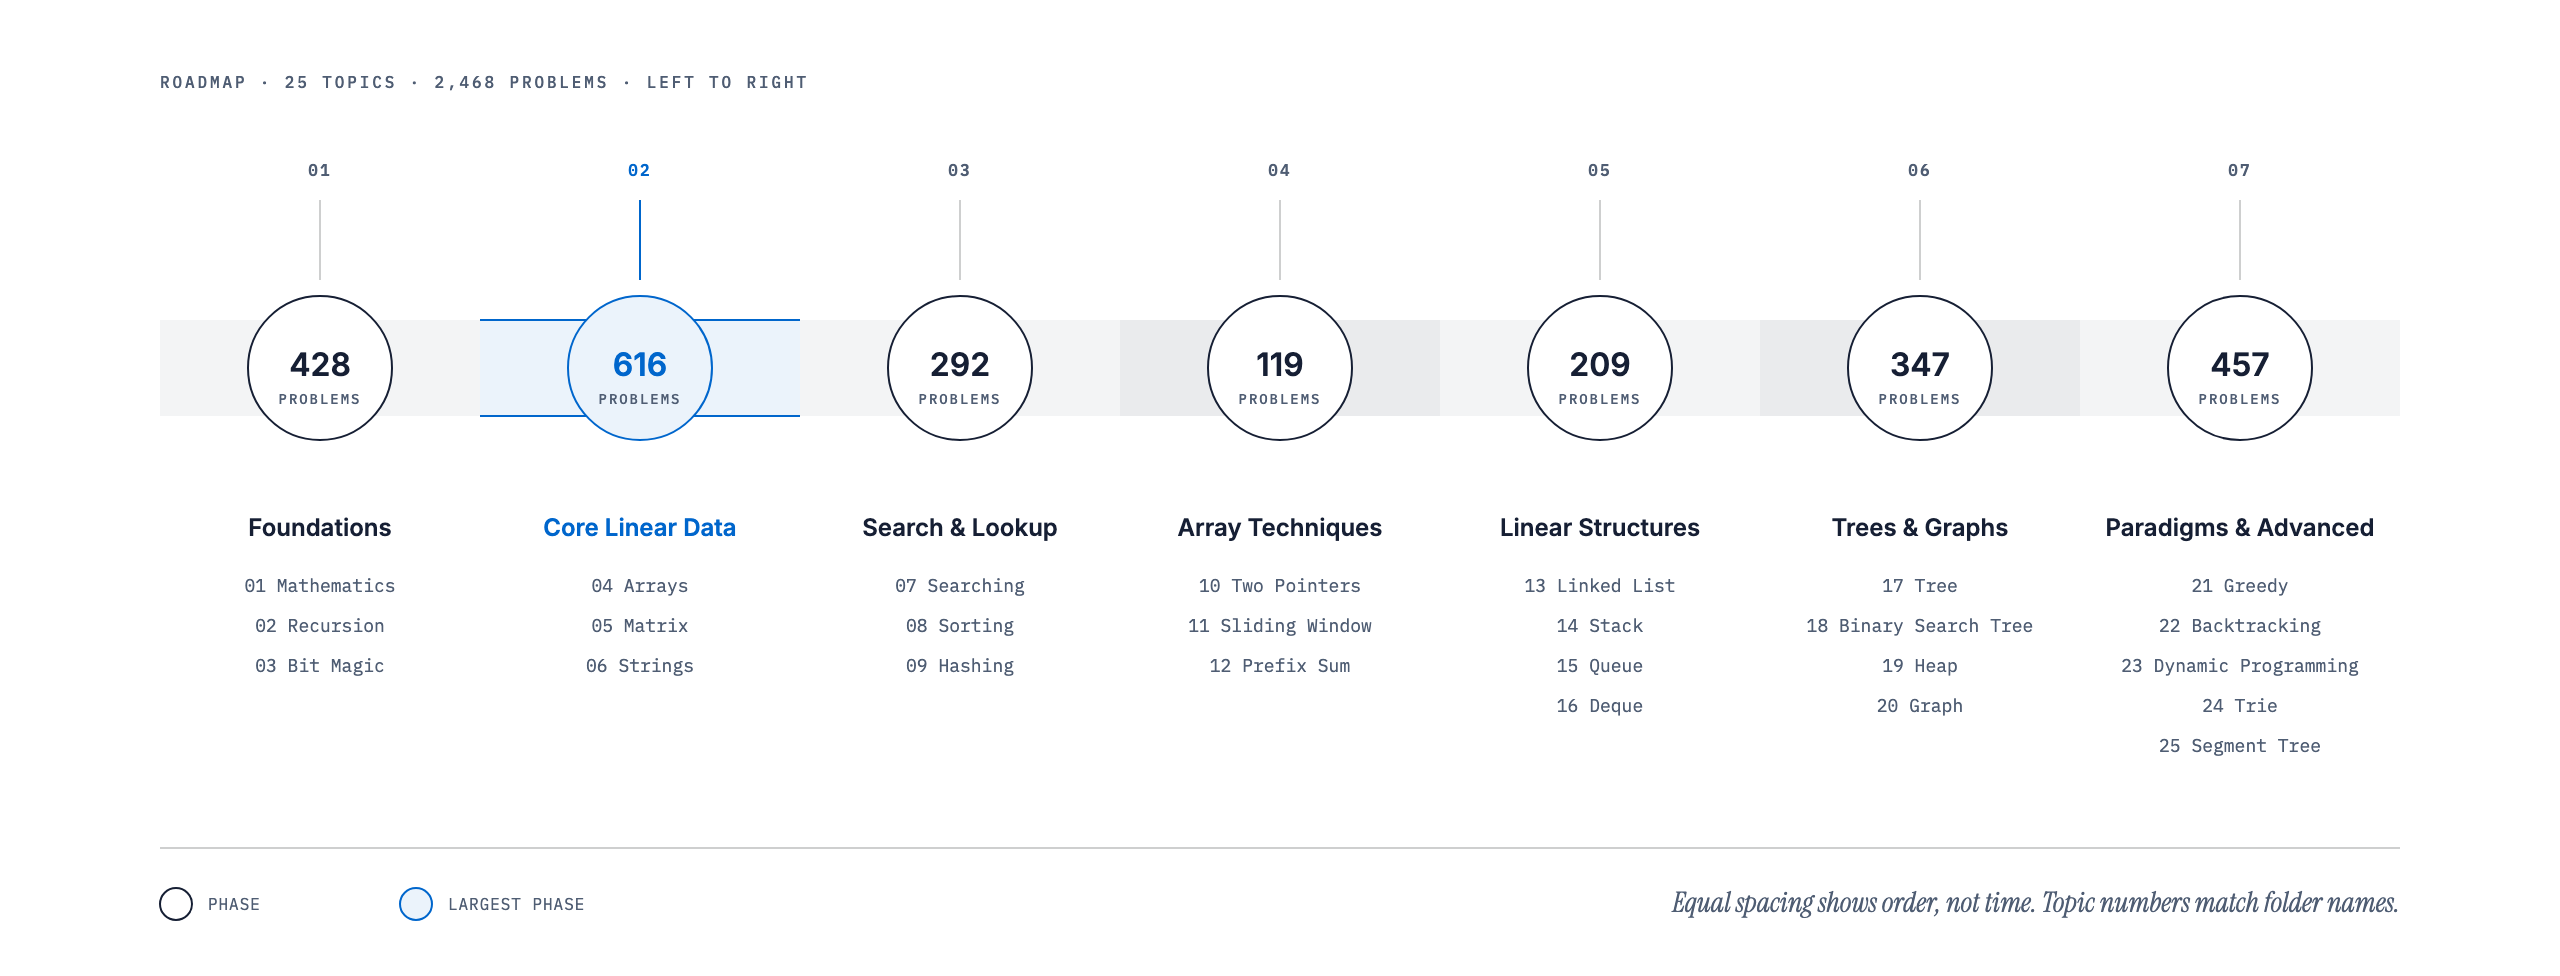 ROADMAP · 25 TOPICS · 2,468 PROBLEMS · LEFT TO RIGHT
01
02
03
04
05
06
07
428
PROBLEMS
616
PROBLEMS
292
PROBLEMS
119
PROBLEMS
209
PROBLEMS
347
PROBLEMS
457
PROBLEMS
Foundations
01 Mathematics
02 Recursion
03 Bit Magic
Core Linear Data
04 Arrays
05 Matrix
06 Strings
Search & Lookup
07 Searching
08 Sorting
09 Hashing
Array Techniques
10 Two Pointers
11 Sliding Window
12 Prefix Sum
Linear Structures
13 Linked List
14 Stack
15 Queue
16 Deque
Trees & Graphs
17 Tree
18 Binary Search Tree
19 Heap
20 Graph
Paradigms & Advanced
21 Greedy
22 Backtracking
23 Dynamic Programming
24 Trie
25 Segment Tree
PHASE
LARGEST PHASE
Equal spacing shows order, not time. Topic numbers match folder names.